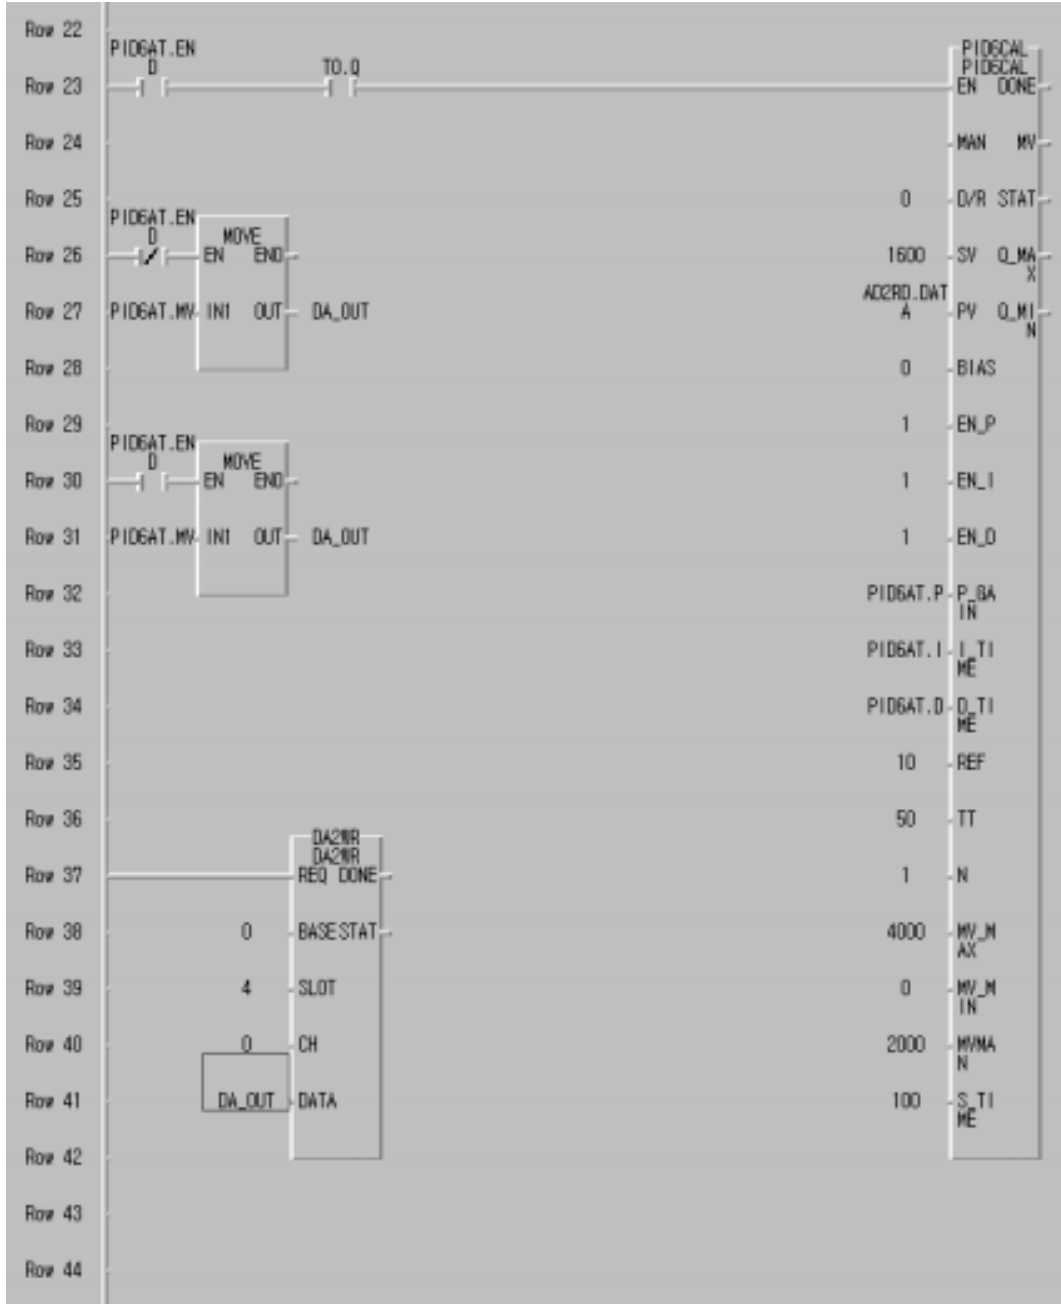 Row 22
PID6AT.EN
D
T0.Q
PID6CAL
PID6CAL
Row 23
EN DONE
Row 24
MAN MV
Row 25
0 D/R STAT
PID6AT.EN
D
MOVE
Row 26
EN ENO
1600 SV Q_MA
X
Row 27
PID6AT.MV IN1 OUT DA_OUT
AD2RD.DAT
A
PV Q_MI
N
Row 28
0 BIAS
Row 29
1 EN_P
PID6AT.EN
D
MOVE
Row 30
EN ENO
1 EN_I
Row 31
PID6AT.MV IN1 OUT DA_OUT
1 EN_D
Row 32
PID6AT.P P_GA
IN
Row 33
PID6AT.I I_TI
ME
Row 34
PID6AT.D D_TI
ME
Row 35
10 REF
Row 36
50 TT
DA2WR
DA2WR
Row 37
REQ DONE
1 N
Row 38
0 BASE STAT
4000 MV_M
AX
Row 39
4 SLOT
0 MV_M
IN
Row 40
0 CH
2000 MVMA
N
Row 41
DA_OUT DATA
100 S_TI
ME
Row 42
Row 43
Row 44